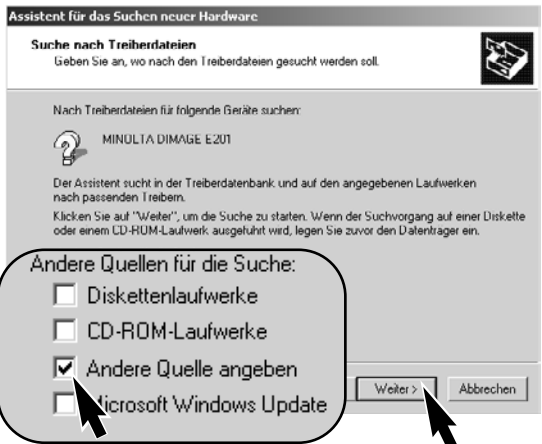 Assistent für das Suchen neuer Hardware
Suche nach Treiberdateien
Geben Sie an, wo nach den Treiberdateien gesucht werden soll.
Nach Treiberdateien für folgende Geräte suchen:
MINOLTA DIMAGE E201
Der Assistent sucht in der Treiberdatenbank und auf den angegebenen Laufwerken
nach passenden Treibern.
Klicken Sie auf "Weiter", um die Suche zu starten. Wenn der Suchvorgang auf einer Diskette
oder einem CD-ROM-Laufwerk ausgeführt wird, legen Sie zuvor den Datenträger ein.
Andere Quellen für die Suche:
Diskettenlaufwerke
CD-ROM-Laufwerke
Andere Quelle angeben
Microsoft Windows Update
Weiter >
Abbrechen